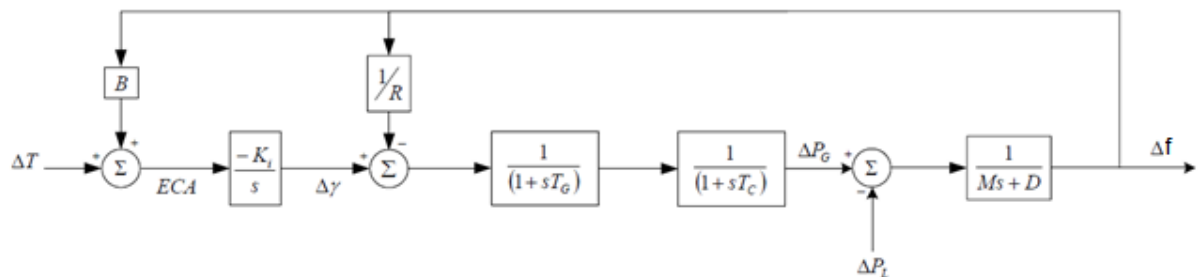 B
1/R
ΔT
+
+
Σ
ECA
-K_i
s
Δγ
+
−
Σ
1
(1+sT_G)
1
(1+sT_C)
ΔP_G
+
−
Σ
1
Ms+D
Δf
ΔP_L